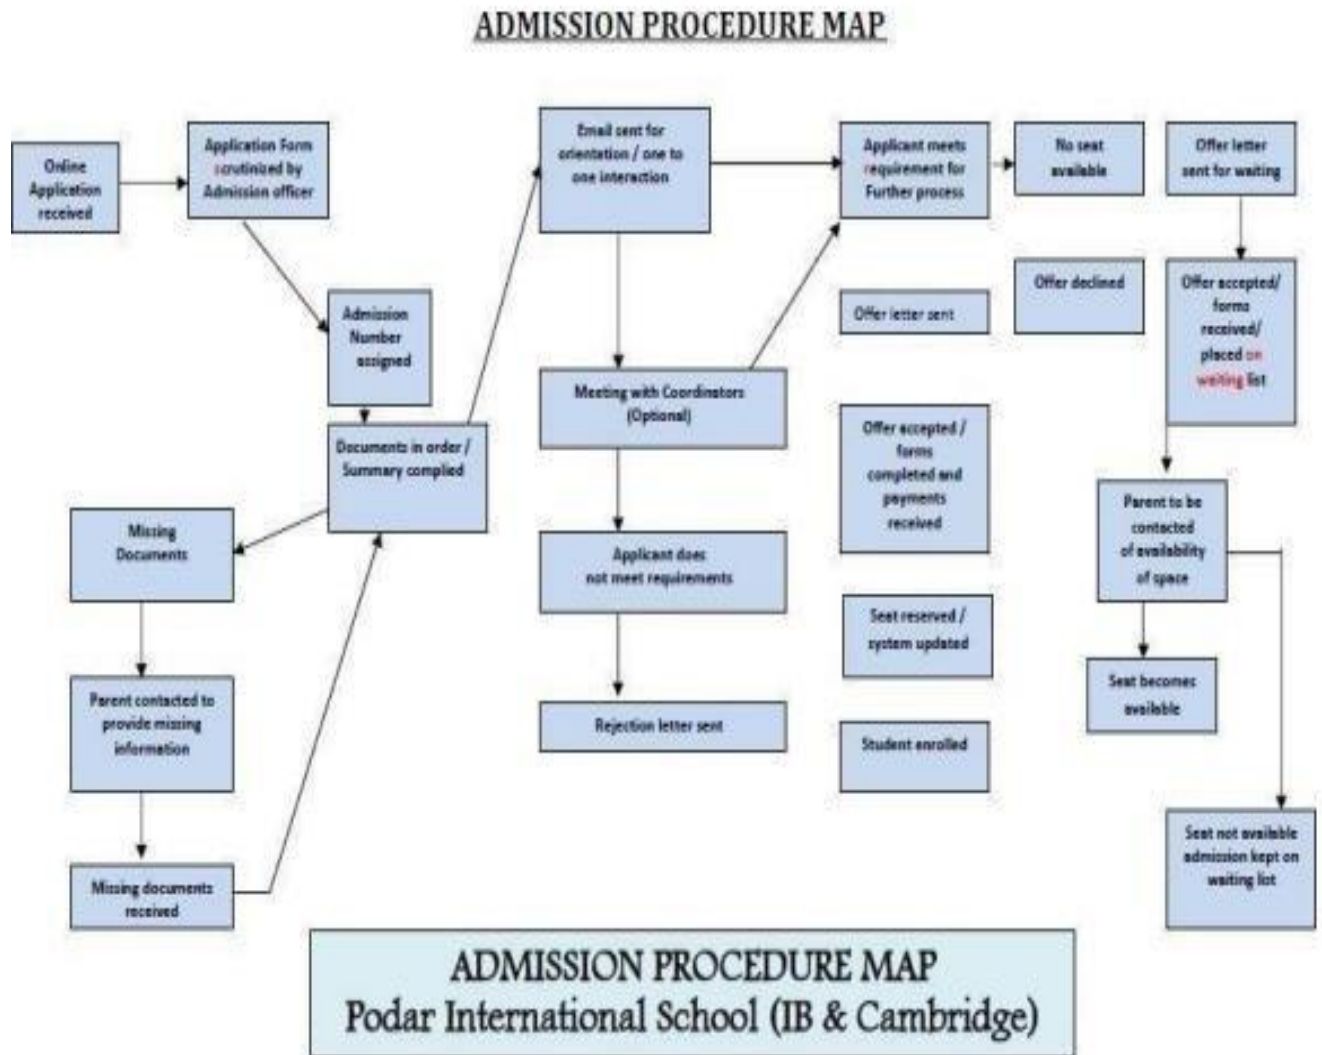 ADMISSION PROCEDURE MAP
Online
Application
received
Application Form
scrutinized by
Admission officer
Admission
Number
assigned
Documents in order /
Summary complied
Missing
Documents
Parent contacted to
provide missing
information
Missing documents
received
Email sent for
orientation / one to
one interaction
Meeting with Coordinators
(Optional)
Applicant does
not meet requirements
Rejection letter sent
Applicant meets
requirement for
Further process
Offer letter sent
Offer accepted /
forms
completed and
payments
received
Seat reserved /
system updated
Student enrolled
No seat
available
Offer declined
Offer letter
sent for waiting
Offer accepted/
forms
received/
placed on
waiting list
Parent to be
contacted
of availability
of space
Seat becomes
available
Seat not available
admission kept on
waiting list
ADMISSION PROCEDURE MAP
Podar International School (IB & Cambridge)